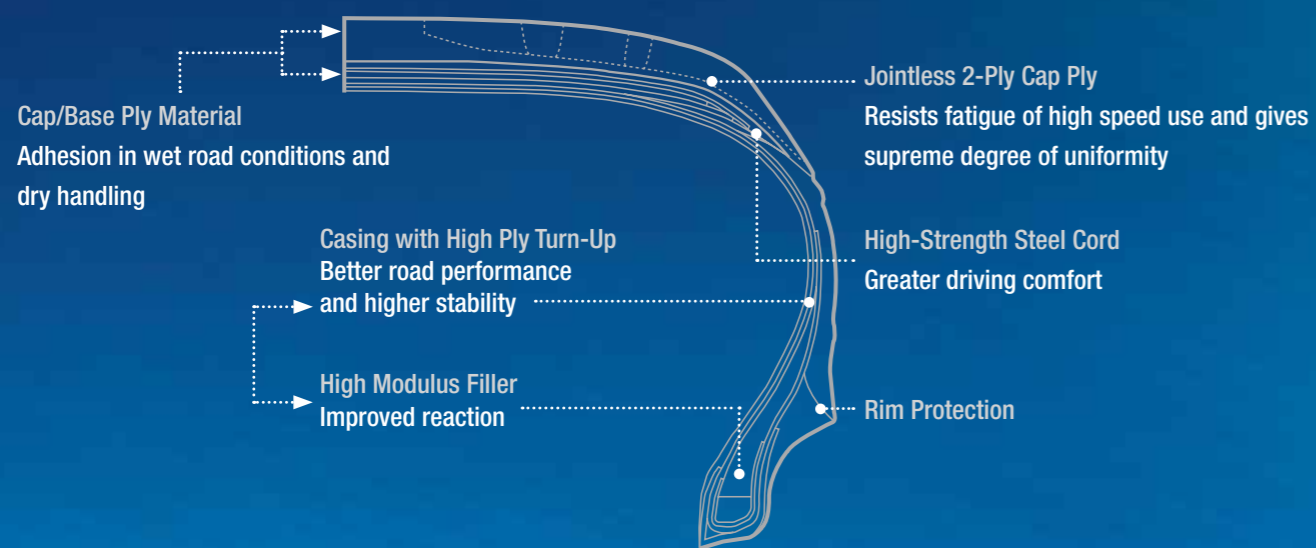 Cap/Base Ply Material
Adhesion in wet road conditions and
dry handling
Casing with High Ply Turn-Up
Better road performance
and higher stability
High Modulus Filler
Improved reaction
Jointless 2-Ply Cap Ply
Resists fatigue of high speed use and gives
supreme degree of uniformity
High-Strength Steel Cord
Greater driving comfort
Rim Protection